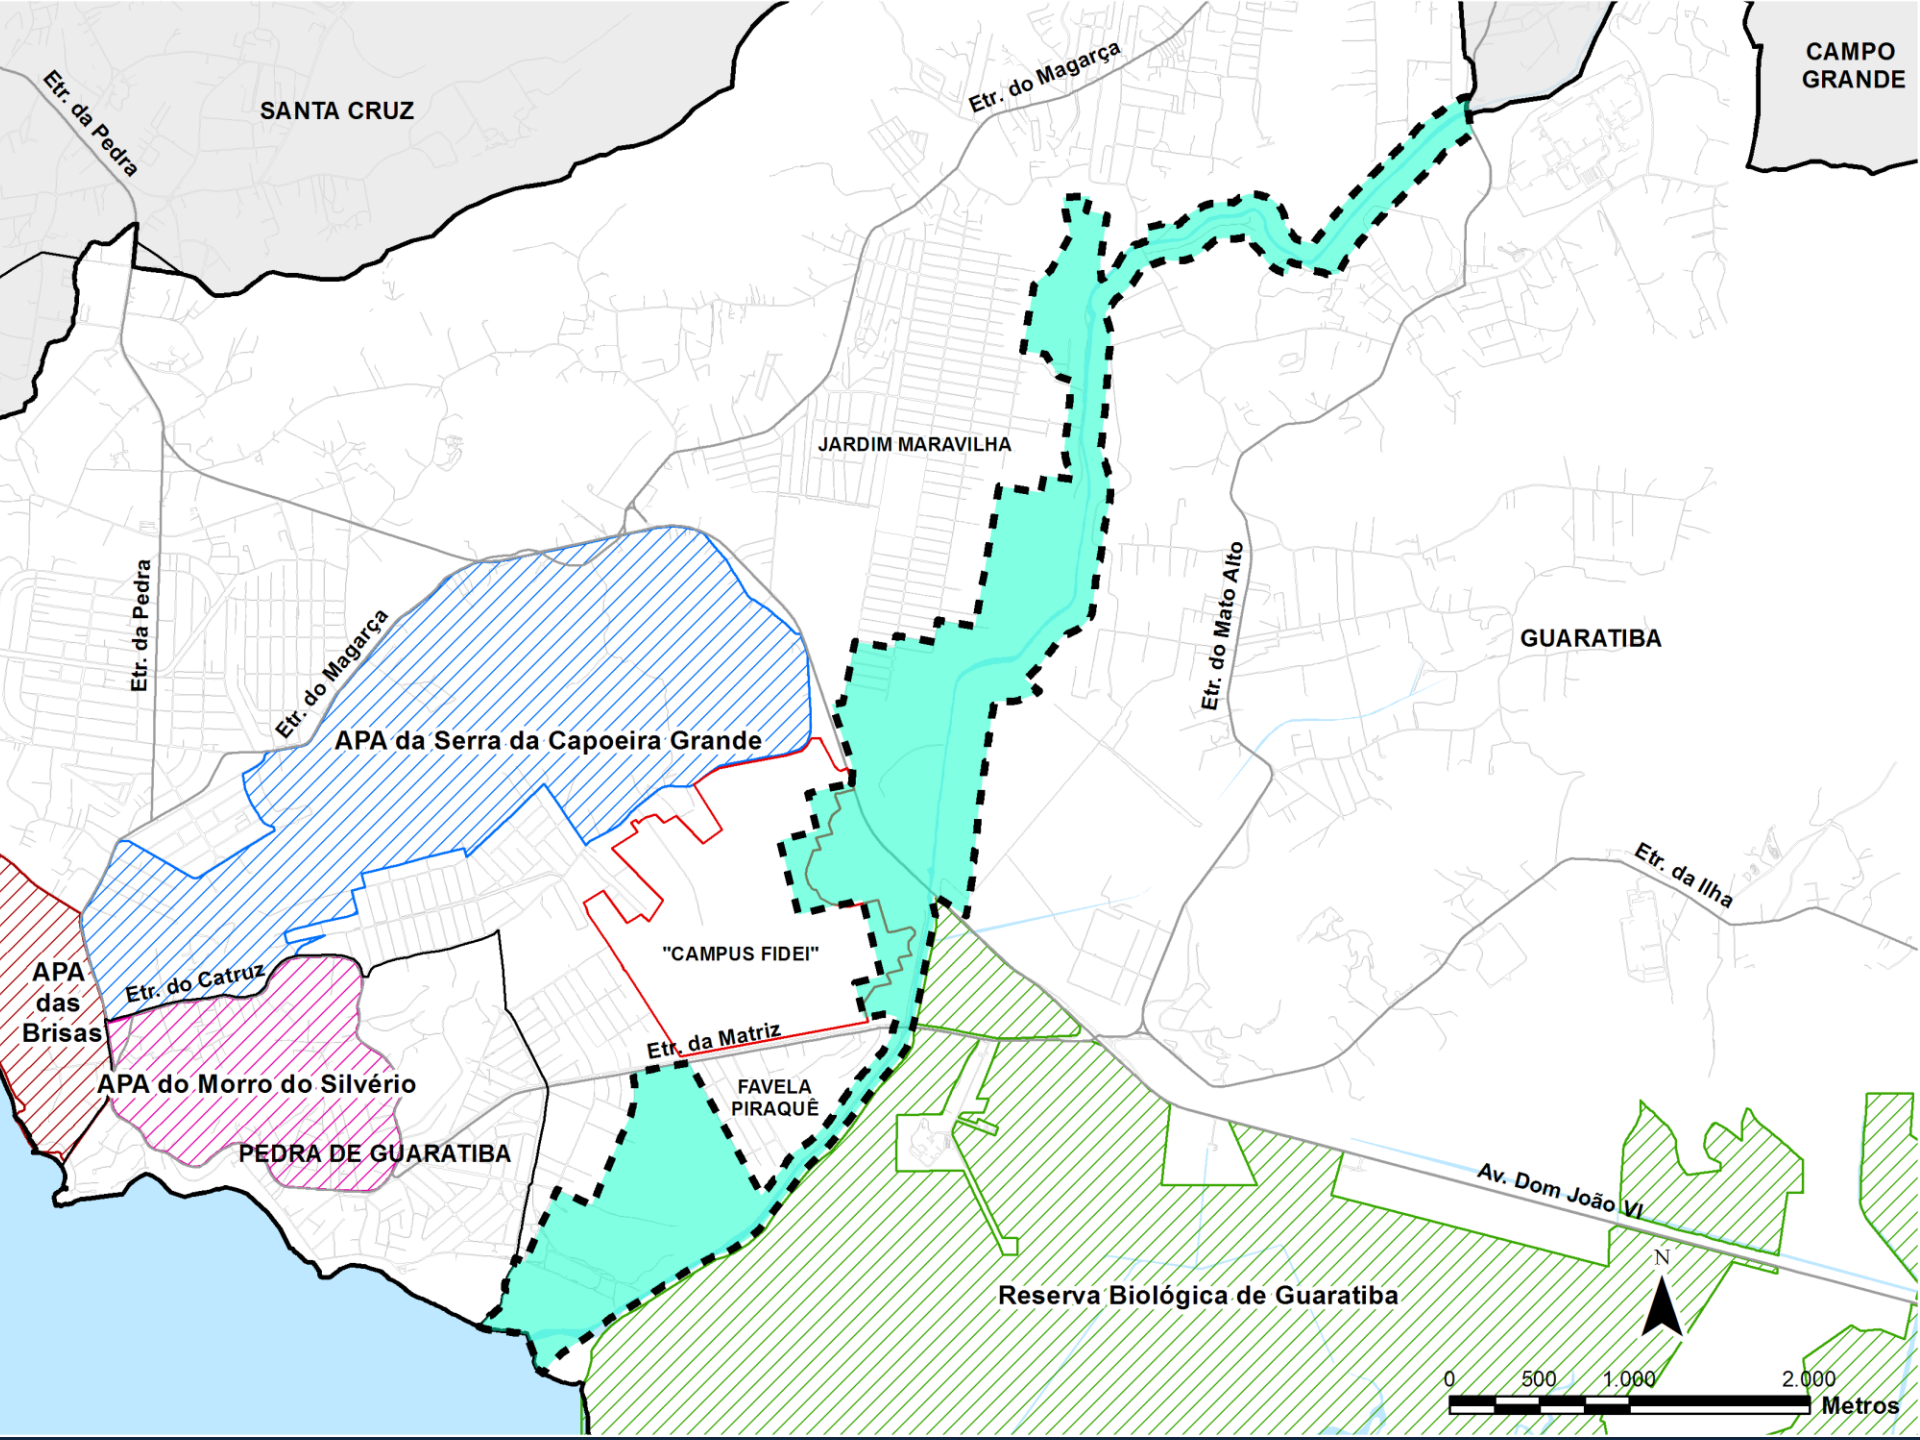 CAMPO
GRANDE
Etr. do Magarça
Etr. da Pedra
SANTA CRUZ
JARDIM MARAVILHA
Etr. da Pedra
Etr. do Mato Alto
GUARATIBA
Etr. do Magarça
APA da Serra da Capoeira Grande
Etr. da Ilha
"CAMPUS FIDEI"
APA
das
Brisas
Etr. do Catruz
Etr. da Matriz
APA do Morro do Silvério
FAVELA
PIRAQUÊ
PEDRA DE GUARATIBA
Av. Dom João VI
N
Reserva Biológica de Guaratiba
0 500 1.000 2.000
Metros